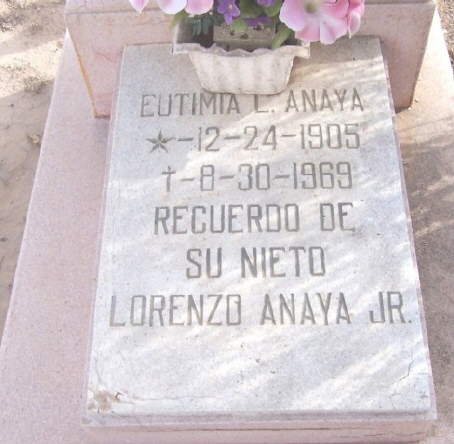 EUTIMIA L. ANAYA
★-12-24-1905
†-8-30-1969
RECUERDO DE
SU NIETO
LORENZO ANAYA JR.